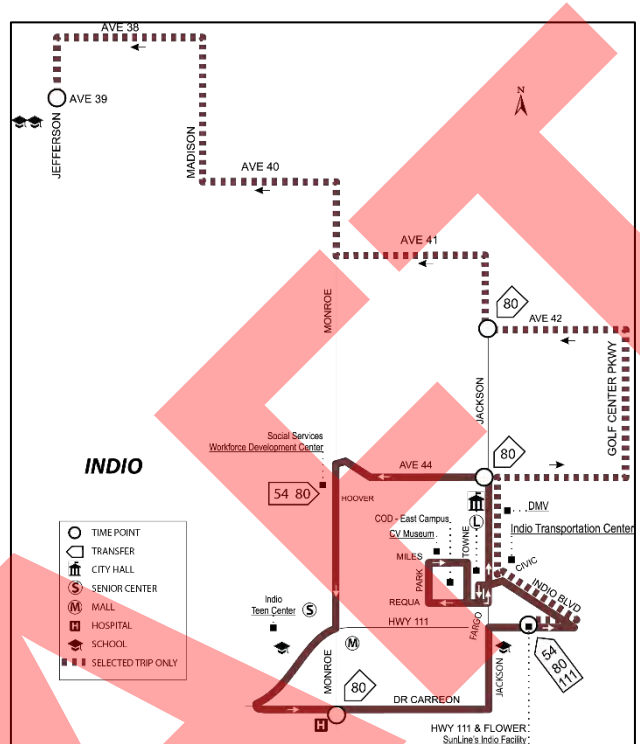 AVE 38
AVE 39
JEFFERSON
MADISON
N
AVE 40
AVE 41
MONROE
80
AVE 42
GOLF CENTER PKWY
JACKSON
80
Social Services
Workforce Development Center
AVE 44
INDIO
54 80
HOOVER
DMV
COD - East Campus
CV Museum
L
TOWNE
Indio Transportation Center
TIME POINT
TRANSFER
CITY HALL
S SENIOR CENTER
M MALL
H HOSPITAL
SCHOOL
SELECTED TRIP ONLY
MILES
PARK
CIVIC
INDIO BLVD
REQUA
Indio
Teen Center
S
HWY 111
FARGO
M
MONROE
80
JACKSON
54
80
111
DR CARREON
H
HWY 111 & FLOWER
SunLine's Indio Facility